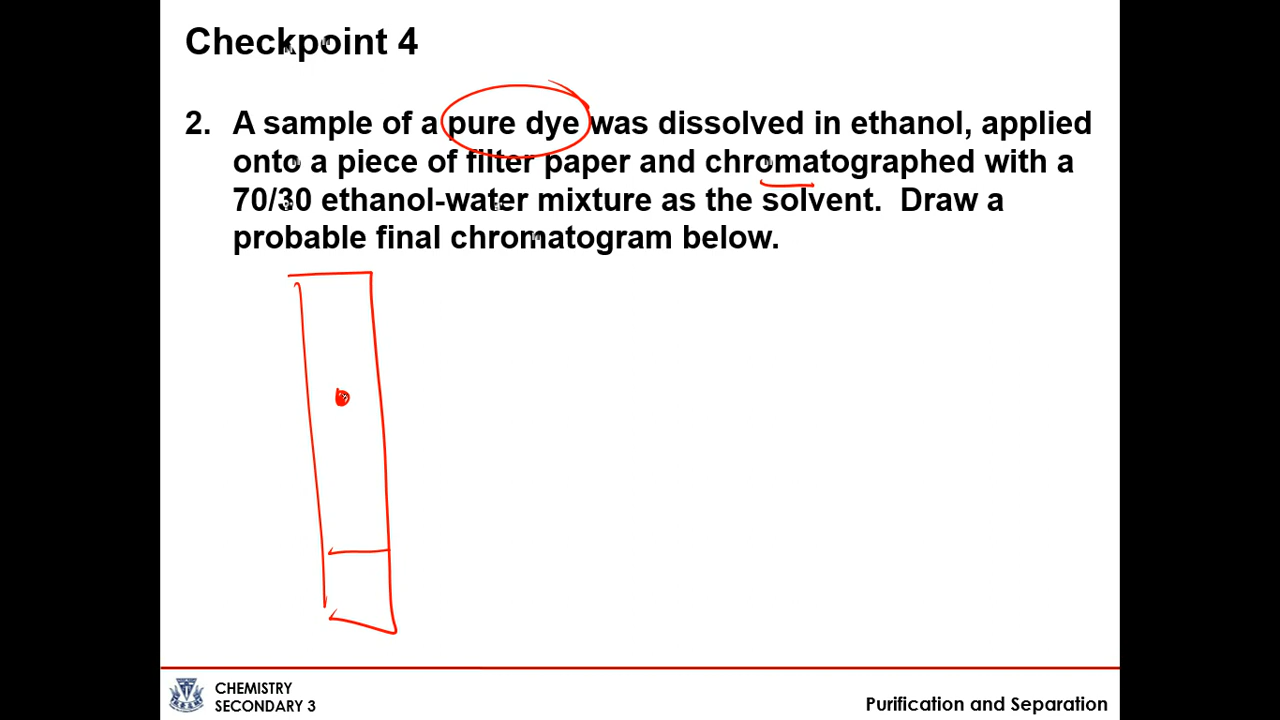 Checkpoint 4
2. A sample of a pure dye was dissolved in ethanol, applied
onto a piece of filter paper and chromatographed with a
70/30 ethanol-water mixture as the solvent. Draw a
probable final chromatogram below.
CHEMISTRY
SECONDARY 3
Purification and Separation